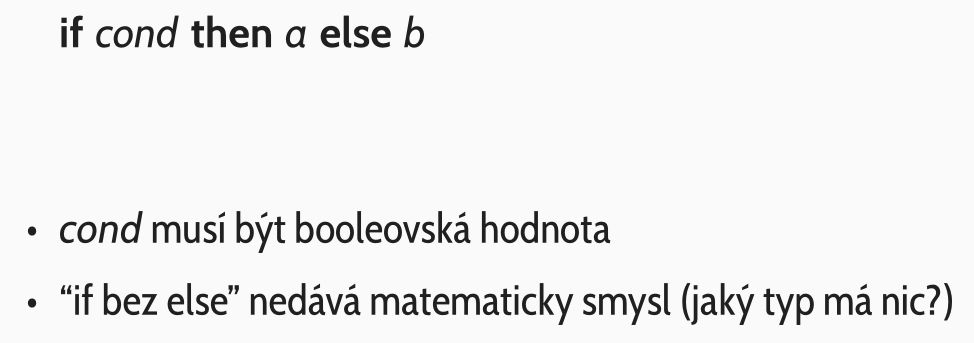 if cond then a else b
• cond musí být booleovská hodnota
• “if bez else” nedává matematicky smysl (jaký typ má nic?)